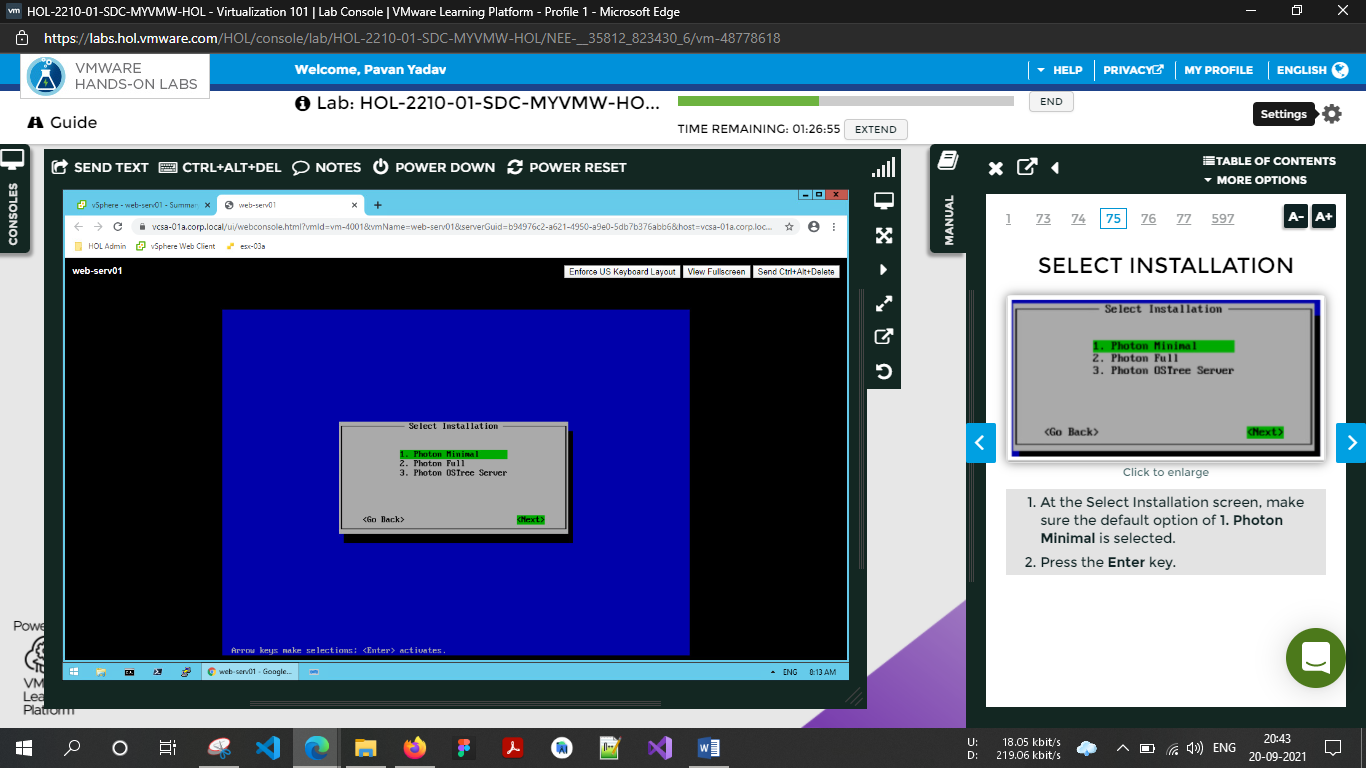 HOL-2210-01-SDC-MYVMW-HOL - Virtualization 101 | Lab Console | VMware Learning Platform - Profile 1 - Microsoft Edge
https://labs.hol.vmware.com/HOL/console/lab/HOL-2210-01-SDC-MYVMW-HOL/NEE-__35812_823430_6/vm-48778618
VMWARE
HANDS-ON LABS
Welcome, Pavan Yadav
HELP
PRIVACY
MY PROFILE
ENGLISH
Guide
Lab: HOL-2210-01-SDC-MYVMW-HO...
TIME REMAINING: 01:26:55
EXTEND
END
Settings
CONSOLES
SEND TEXT
CTRL+ALT+DEL
NOTES
POWER DOWN
POWER RESET
vSphere - web-serv01 - Summar
web-serv01
vcsa-01a.corp.local/ui/webconsole.html?vmId=vm-4001&vmName=web-serv01&serverGuid=b94976c2-a621-4950-a9e0-5db7b376abb6&host=vcsa-01a.corp.loc...
HOL Admin
vSphere Web Client
esx-03a
web-serv01
Enforce US Keyboard Layout
View Fullscreen
Send Ctrl+Alt+Delete
Select Installation
1. Photon Minimal
2. Photon Full
3. Photon OSTree Server
<Go Back>
<Next>
Arrow keys make selections: <Enter> activates.
web-serv01 - Google...
ENG
8:13 AM
MANUAL
TABLE OF CONTENTS
MORE OPTIONS
1 73 74 75 76 77 597
A- A+
SELECT INSTALLATION
Select Installation
1. Photon Minimal
2. Photon Full
3. Photon OSTree Server
<Go Back>
<Next>
Click to enlarge
1. At the Select Installation screen, make
sure the default option of 1. Photon
Minimal is selected.
2. Press the Enter key.
Powe
VM
Lea
Platform
U: 18.05 kbit/s
D: 219.06 kbit/s
ENG
20:43
20-09-2021